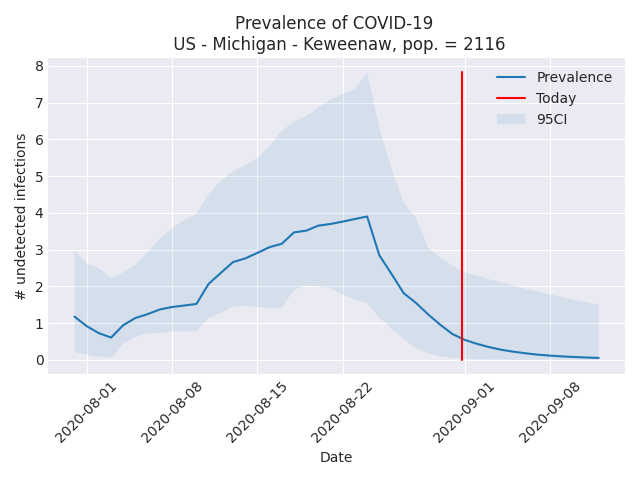 Prevalence of COVID-19
US - Michigan - Keweenaw, pop. = 2116
8
7
6
5
4
3
2
1
0
# undetected infections
Prevalence
Today
95CI
2020-08-01
2020-08-08
2020-08-15
2020-08-22
2020-09-01
2020-09-08
Date